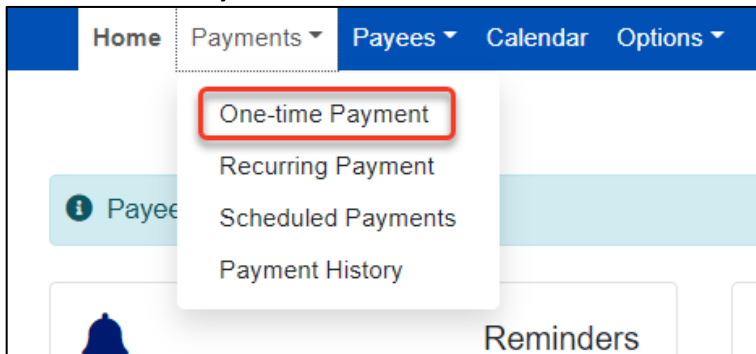 Home Payments Payees Calendar Options
One-time Payment
Recurring Payment
Payee
Scheduled Payments
Payment History
Reminders